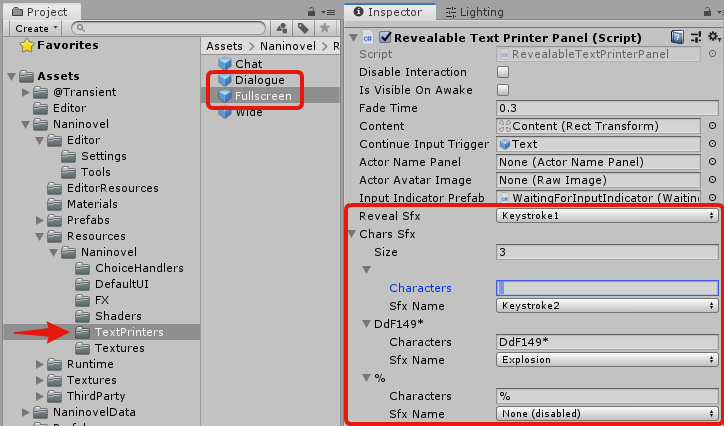 Project
Create
Favorites
Assets
@Transient
Editor
Naninovel
Editor
Settings
Tools
EditorResources
Materials
Prefabs
Resources
Naninovel
ChoiceHandlers
DefaultUI
FX
Shaders
TextPrinters
Textures
Runtime
Textures
ThirdParty
NaninovelData
Assets Naninovel R
Chat
Dialogue
Fullscreen
Wide
Inspector Lighting
Revealable Text Printer Panel (Script)
Script RevealableTextPrinterPanel
Disable Interaction
Is Visible On Awake
Fade Time 0.3
Content Content (Rect Transform)
Continue Input Trigger Text
Actor Name Panel None (Actor Name Panel)
Actor Avatar Image None (Raw Image)
Input Indicator Prefab WaitingForInputIndicator (Waitin
Reveal Sfx Keystroke1
Chars Sfx
Size 3
Characters
Sfx Name Keystroke2
DdF149*
Characters DdF149*
Sfx Name Explosion
%
Characters %
Sfx Name None (disabled)